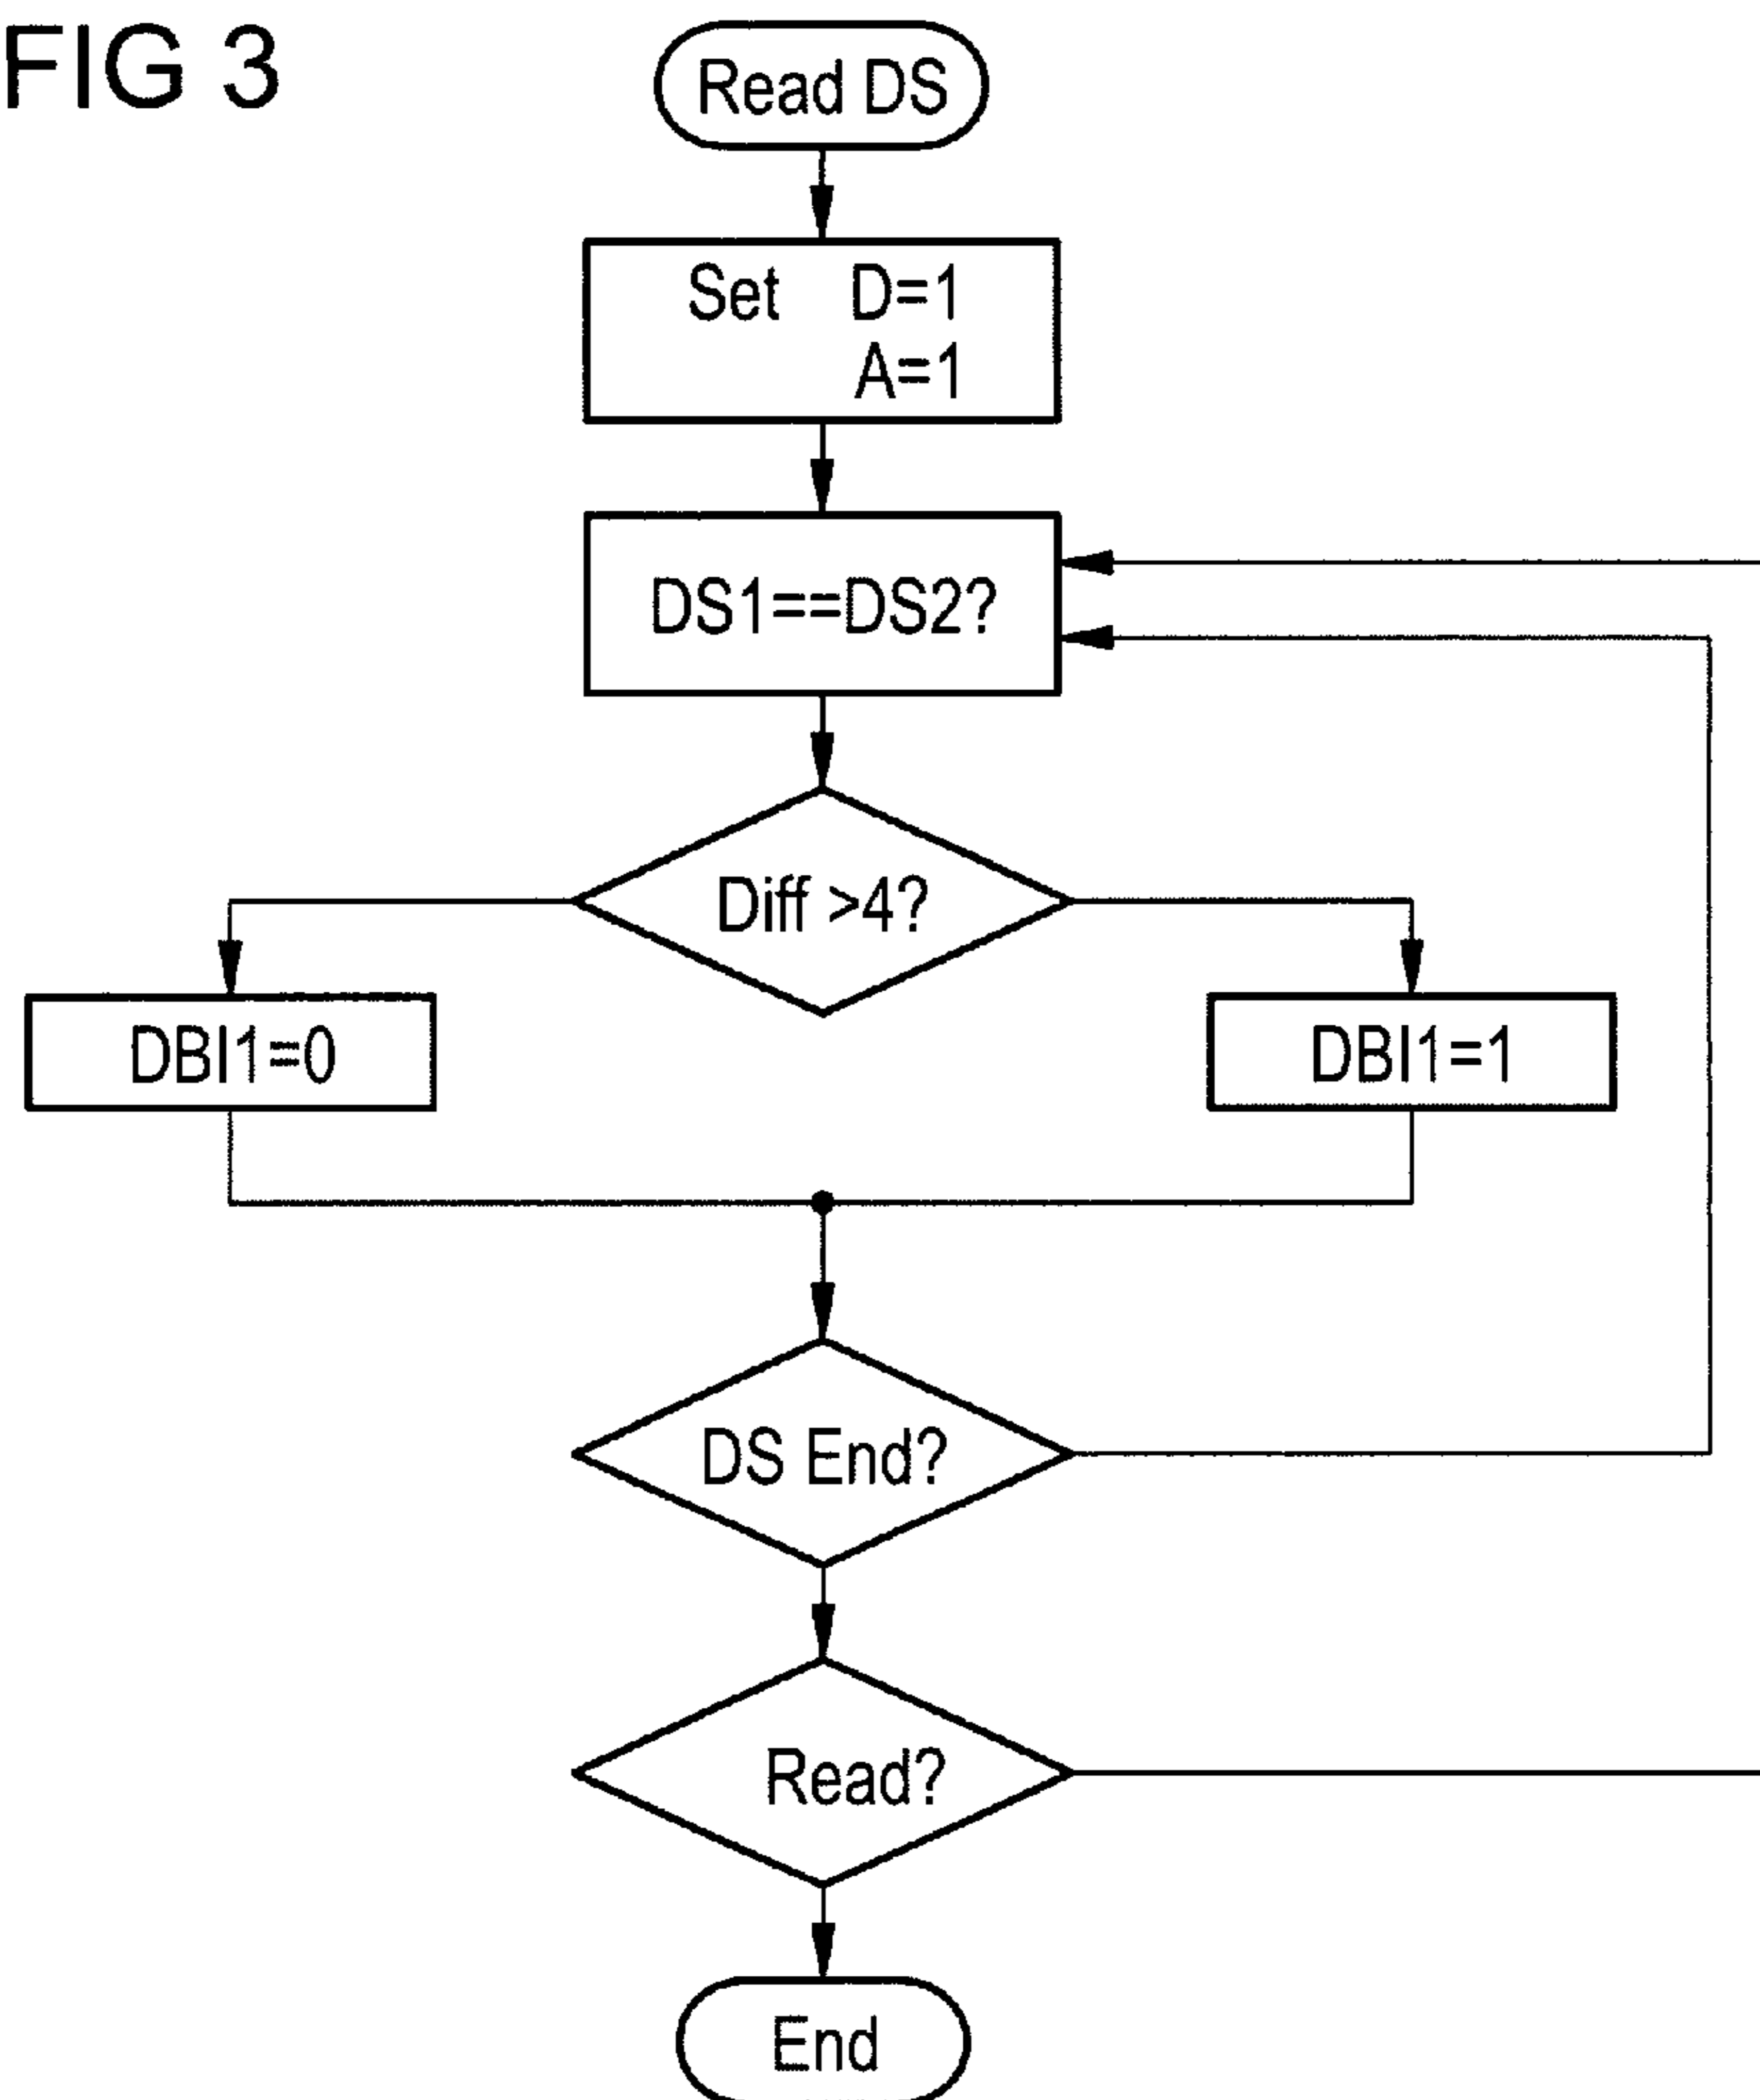 FIG 3
Read DS
Set D=1
A=1
DS1==DS2?
Diff >4?
DBI1=0
DBI1=1
DS End?
Read?
End